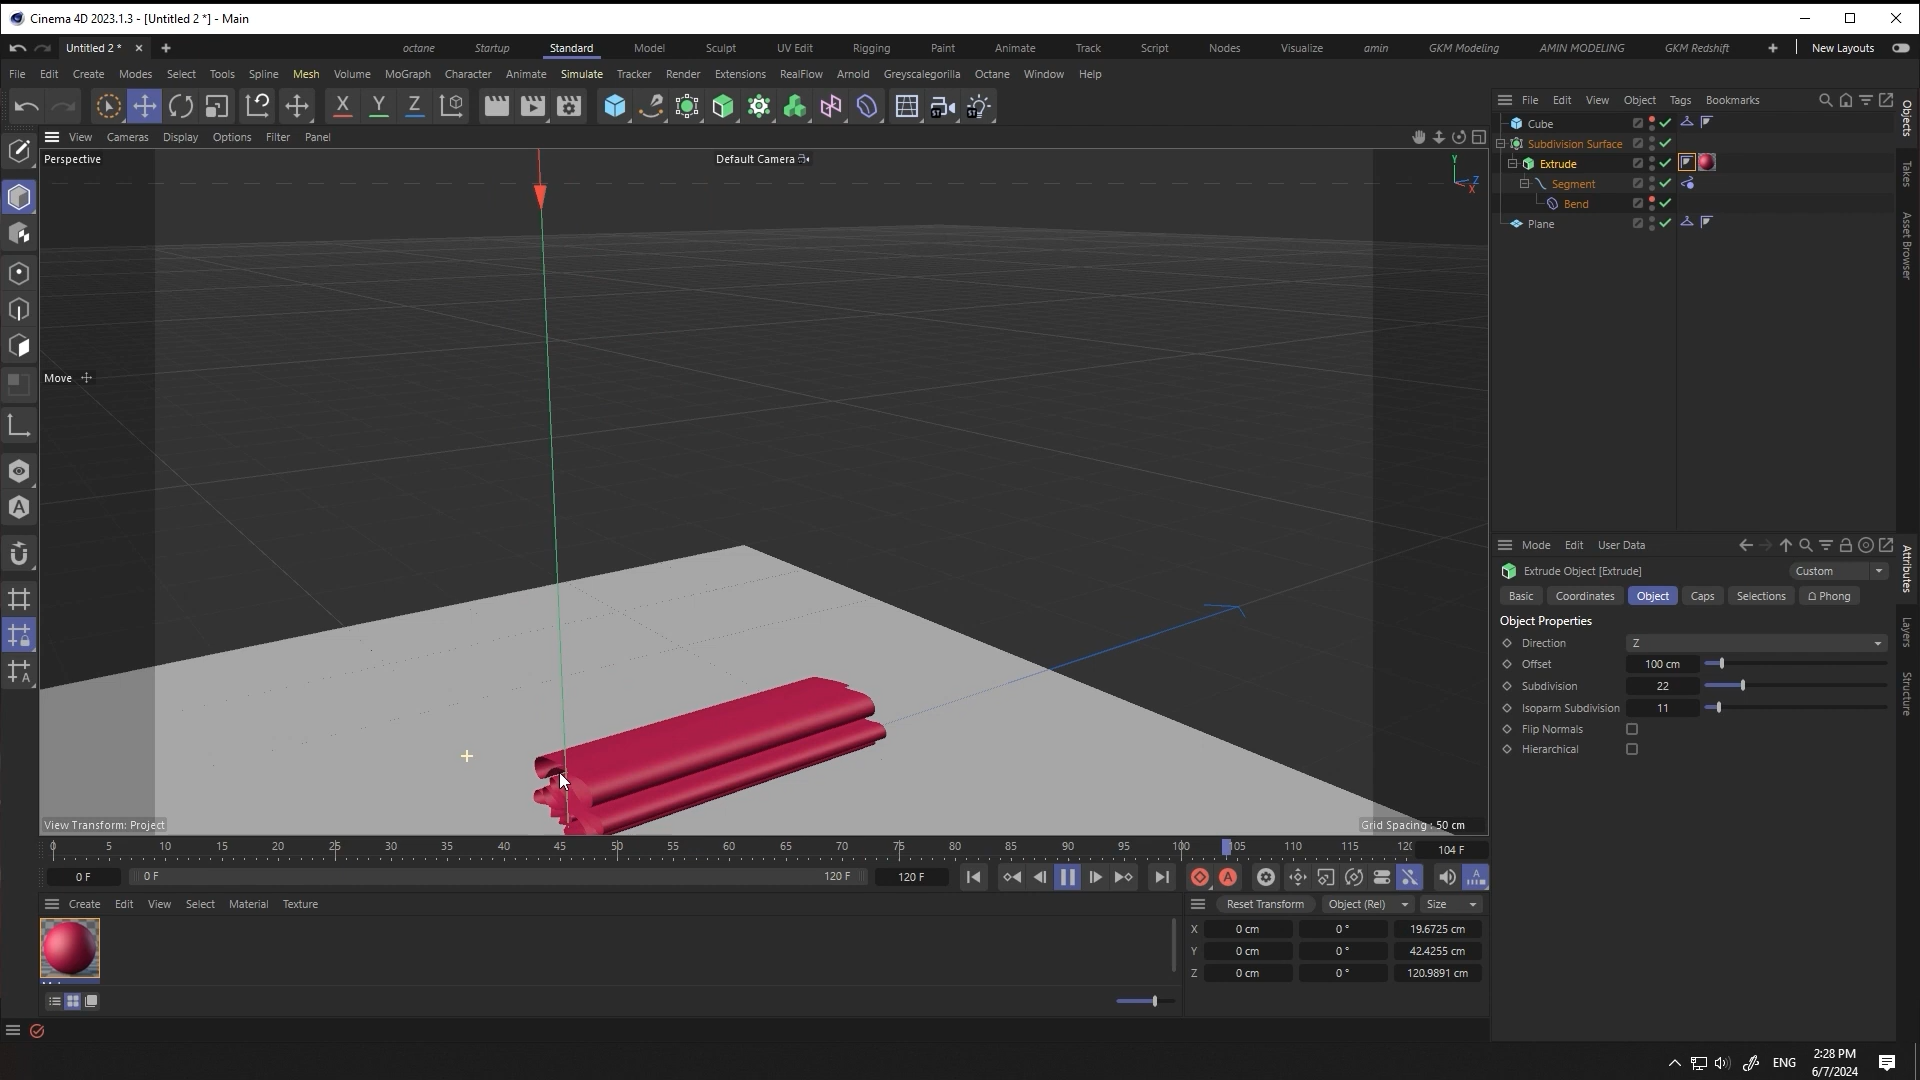 Cinema 4D 2023.1.3 - [Untitled 2 *] - Main
Untitled 2 *
octane Startup Standard Model Sculpt UV Edit Rigging Paint Animate Track Script Nodes Visualize amin GKM Modeling AMIN MODELING GKM Redshift New Layouts
File Edit Create Modes Select Tools Spline Mesh Volume MoGraph Character Animate Simulate Tracker Render Extensions RealFlow Arnold Greyscalegorilla Octane Window Help
X Y Z
View Cameras Display Options Filter Panel
Perspective
Default Camera
Y
Z
X
Move
View Transform: Project
Grid Spacing : 50 cm
File Edit View Object Tags Bookmarks
Cube
Subdivision Surface
Extrude
Segment
Bend
Plane
Objects
Takes
Asset Browser
Mode Edit User Data
Extrude Object [Extrude]
Custom
Basic Coordinates Object Caps Selections Phong
Object Properties
Direction Z
Offset 100 cm
Subdivision 22
Isoparm Subdivision 11
Flip Normals
Hierarchical
Attributes
Layers
Structure
0 5 10 15 20 25 30 35 40 45 50 55 60 65 70 75 80 85 90 95 100 105 110 115 120 104 F
0 F 0 F 120 F 120 F
Create Edit View Select Material Texture
Reset Transform Object (Rel) Size
X 0 cm 0 ° 19.6725 cm
Y 0 cm 0 ° 42.4255 cm
Z 0 cm 0 ° 120.9891 cm
ENG
2:28 PM
6/7/2024